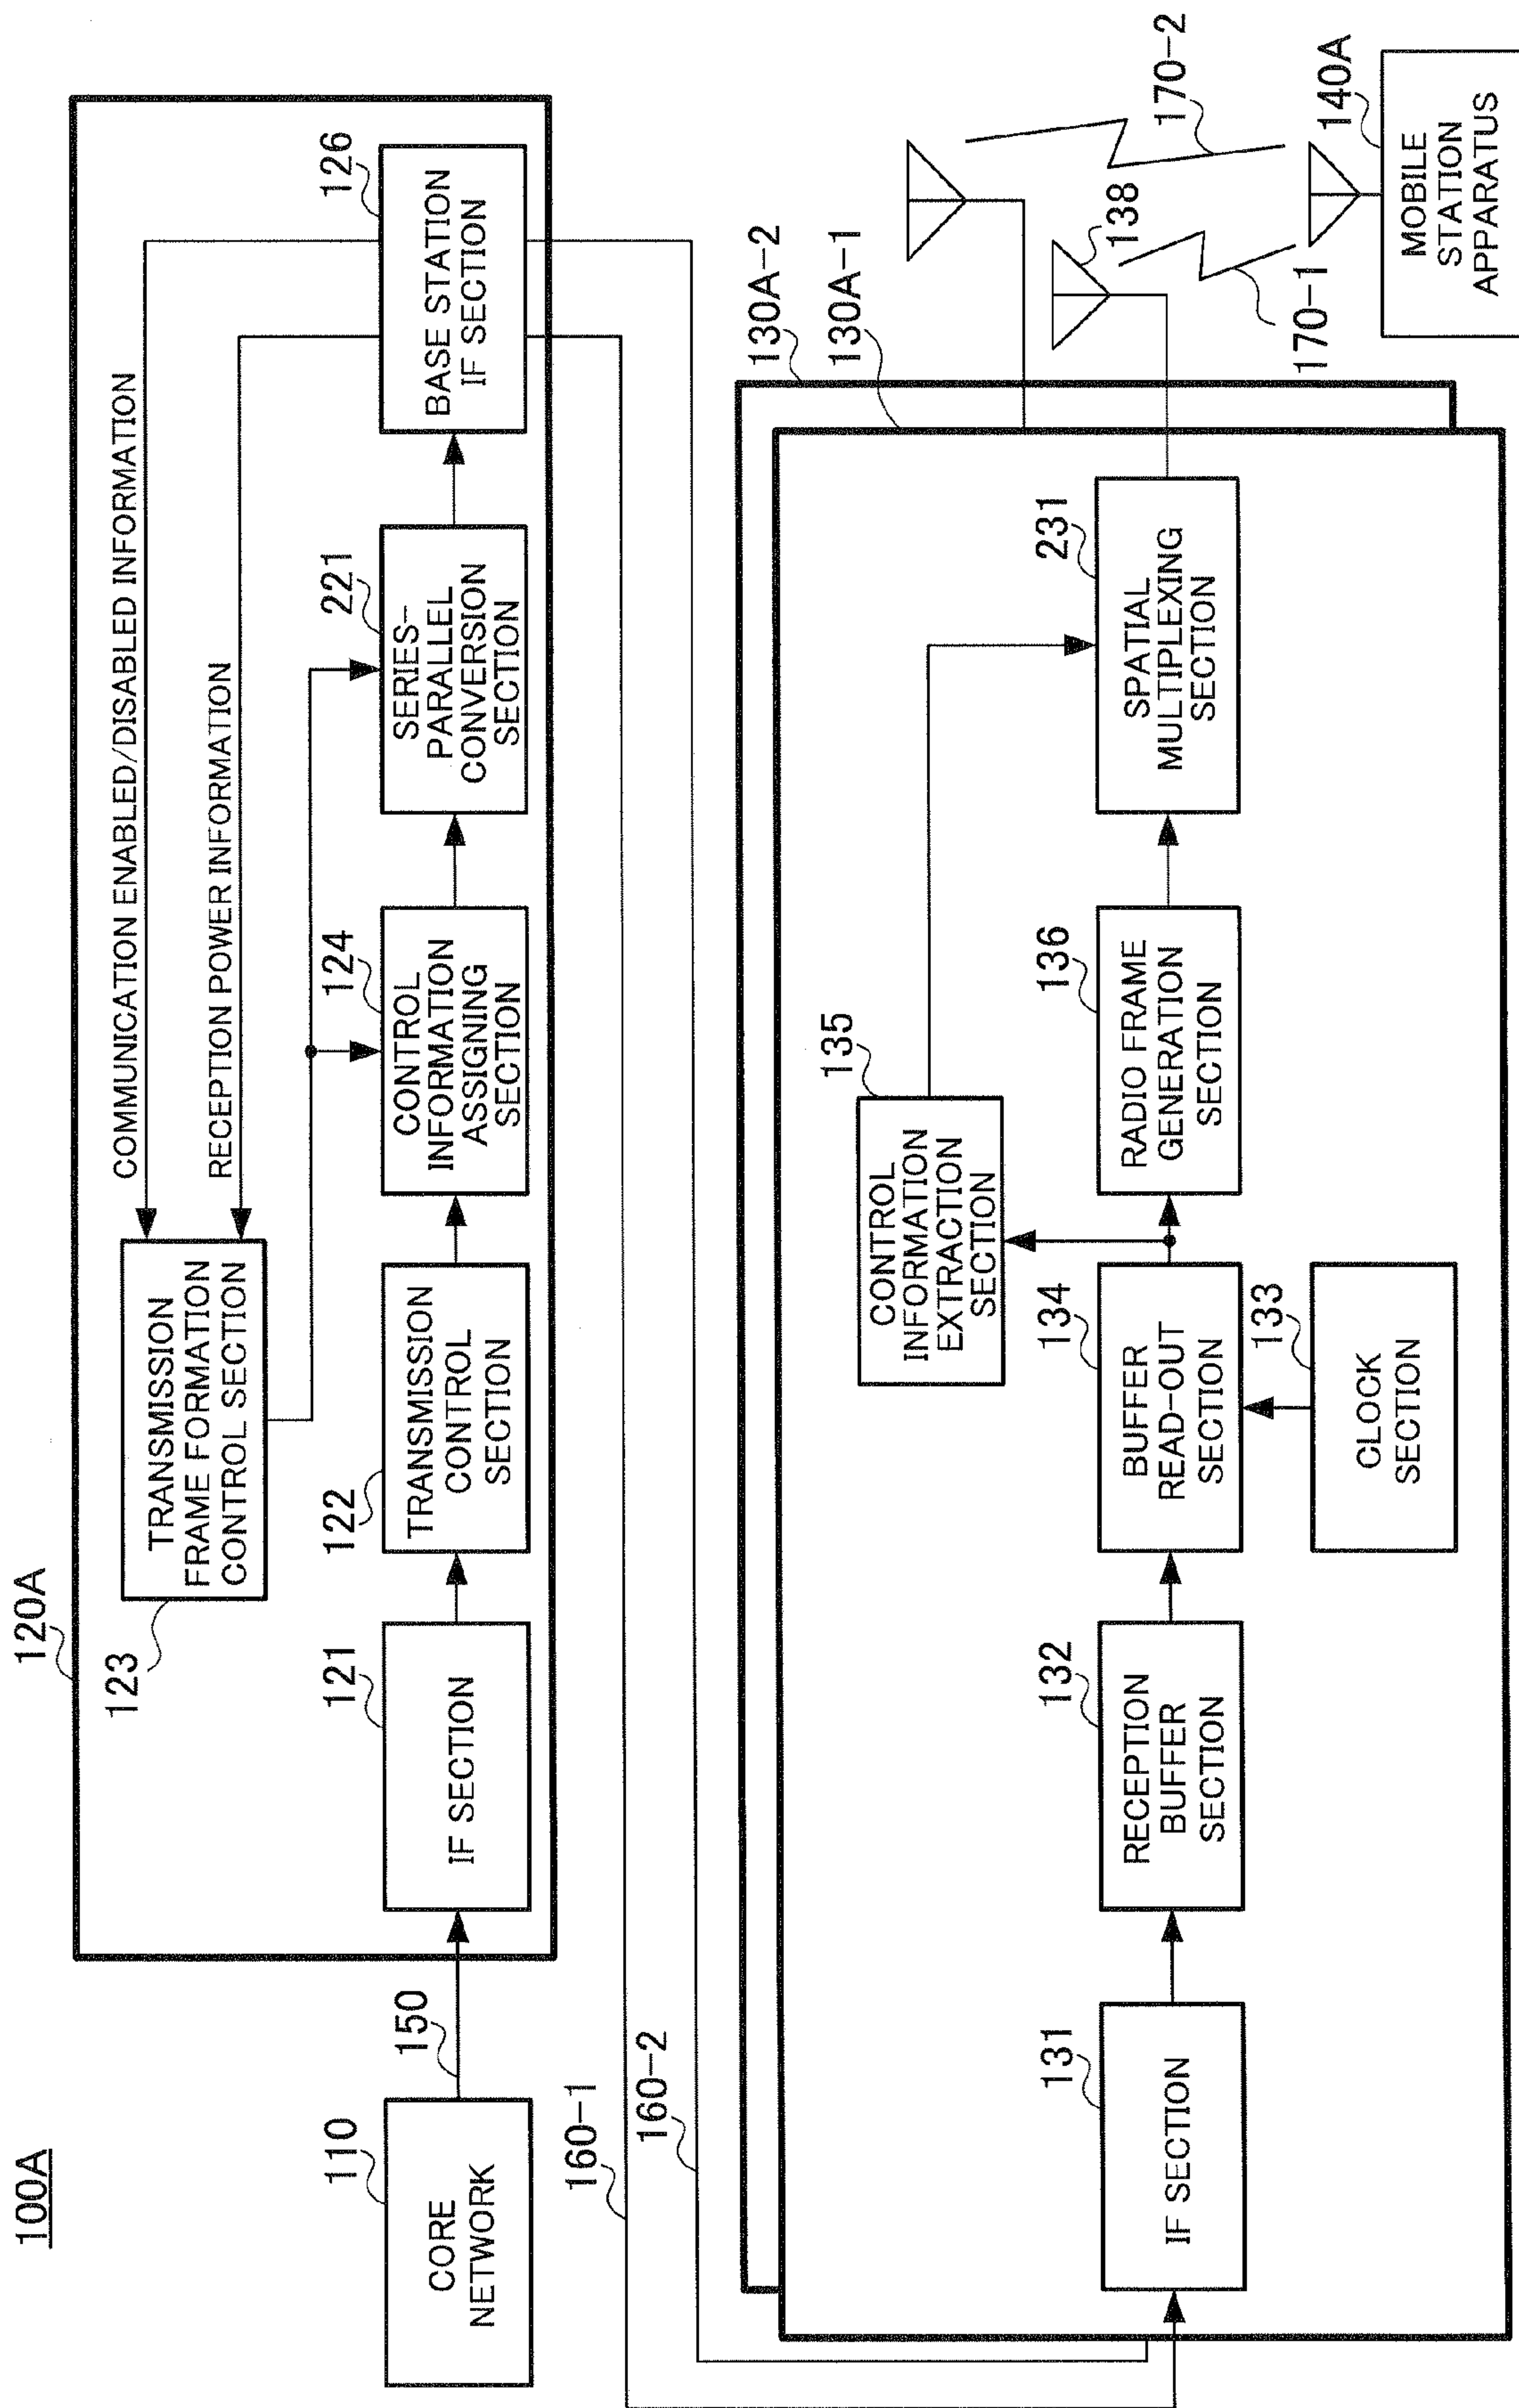 100A
120A
COMMUNICATION ENABLED/DISABLED INFORMATION
RECEPTION POWER INFORMATION
123
TRANSMISSION
FRAME FORMATION
CONTROL SECTION
110
CORE
NETWORK
150
121
IF SECTION
122
TRANSMISSION
CONTROL
SECTION
124
CONTROL
INFORMATION
ASSIGNING
SECTION
221
SERIES-
PARALLEL
CONVERSION
SECTION
126
BASE STATION
IF SECTION
160-1
160-2
130A-2
130A-1
131
IF SECTION
132
RECEPTION
BUFFER
SECTION
134
BUFFER
READ-OUT
SECTION
133
CLOCK
SECTION
135
CONTROL
INFORMATION
EXTRACTION
SECTION
136
RADIO FRAME
GENERATION
SECTION
231
SPATIAL
MULTIPLEXING
SECTION
138
170-2
170-1
140A
MOBILE
STATION
APPARATUS